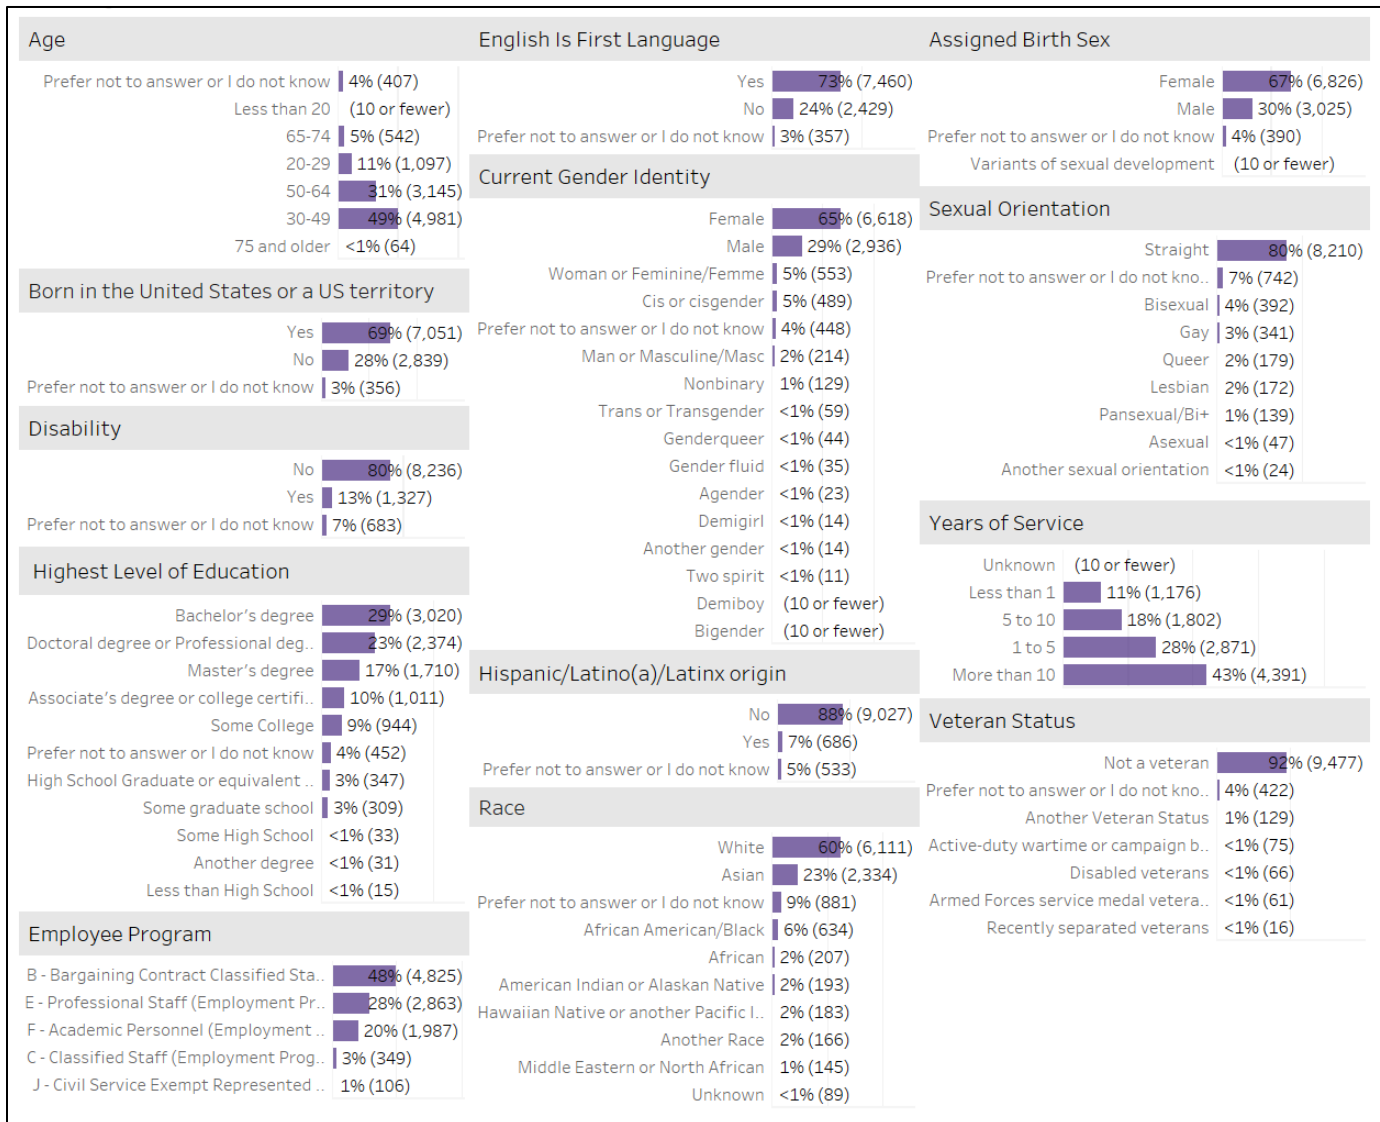 Age
Prefer not to answer or I do not know 4% (407)
Less than 20 (10 or fewer)
65-74 5% (542)
20-29 11% (1,097)
50-64 31% (3,145)
30-49 49% (4,981)
75 and older <1% (64)
Born in the United States or a US territory
Yes 69% (7,051)
No 28% (2,839)
Prefer not to answer or I do not know 3% (356)
Disability
No 80% (8,236)
Yes 13% (1,327)
Prefer not to answer or I do not know 7% (683)
Highest Level of Education
Bachelor's degree 29% (3,020)
Doctoral degree or Professional deg.. 23% (2,374)
Master's degree 17% (1,710)
Associate's degree or college certifi.. 10% (1,011)
Some College 9% (944)
Prefer not to answer or I do not know 4% (452)
High School Graduate or equivalent .. 3% (347)
Some graduate school 3% (309)
Some High School <1% (33)
Another degree <1% (31)
Less than High School <1% (15)
Employee Program
B - Bargaining Contract Classified Sta.. 48% (4,825)
E - Professional Staff (Employment Pr.. 28% (2,863)
F - Academic Personnel (Employment .. 20% (1,987)
C - Classified Staff (Employment Prog.. 3% (349)
J - Civil Service Exempt Represented .. 1% (106)
English Is First Language
Yes 73% (7,460)
No 24% (2,429)
Prefer not to answer or I do not know 3% (357)
Current Gender Identity
Female 65% (6,618)
Male 29% (2,936)
Woman or Feminine/Femme 5% (553)
Cis or cisgender 5% (489)
Prefer not to answer or I do not know 4% (448)
Man or Masculine/Masc 2% (214)
Nonbinary 1% (129)
Trans or Transgender <1% (59)
Genderqueer <1% (44)
Gender fluid <1% (35)
Agender <1% (23)
Demigirl <1% (14)
Another gender <1% (14)
Two spirit <1% (11)
Demiboy (10 or fewer)
Bigender (10 or fewer)
Hispanic/Latino(a)/Latinx origin
No 88% (9,027)
Yes 7% (686)
Prefer not to answer or I do not know 5% (533)
Race
White 60% (6,111)
Asian 23% (2,334)
Prefer not to answer or I do not know 9% (881)
African American/Black 6% (634)
African 2% (207)
American Indian or Alaskan Native 2% (193)
Hawaiian Native or another Pacific I.. 2% (183)
Another Race 2% (166)
Middle Eastern or North African 1% (145)
Unknown <1% (89)
Assigned Birth Sex
Female 67% (6,826)
Male 30% (3,025)
Prefer not to answer or I do not know 4% (390)
Variants of sexual development (10 or fewer)
Sexual Orientation
Straight 80% (8,210)
Prefer not to answer or I do not kno.. 7% (742)
Bisexual 4% (392)
Gay 3% (341)
Queer 2% (179)
Lesbian 2% (172)
Pansexual/Bi+ 1% (139)
Asexual <1% (47)
Another sexual orientation <1% (24)
Years of Service
Unknown (10 or fewer)
Less than 1 11% (1,176)
5 to 10 18% (1,802)
1 to 5 28% (2,871)
More than 10 43% (4,391)
Veteran Status
Not a veteran 92% (9,477)
Prefer not to answer or I do not kno.. 4% (422)
Another Veteran Status 1% (129)
Active-duty wartime or campaign b.. <1% (75)
Disabled veterans <1% (66)
Armed Forces service medal vetera.. <1% (61)
Recently separated veterans <1% (16)